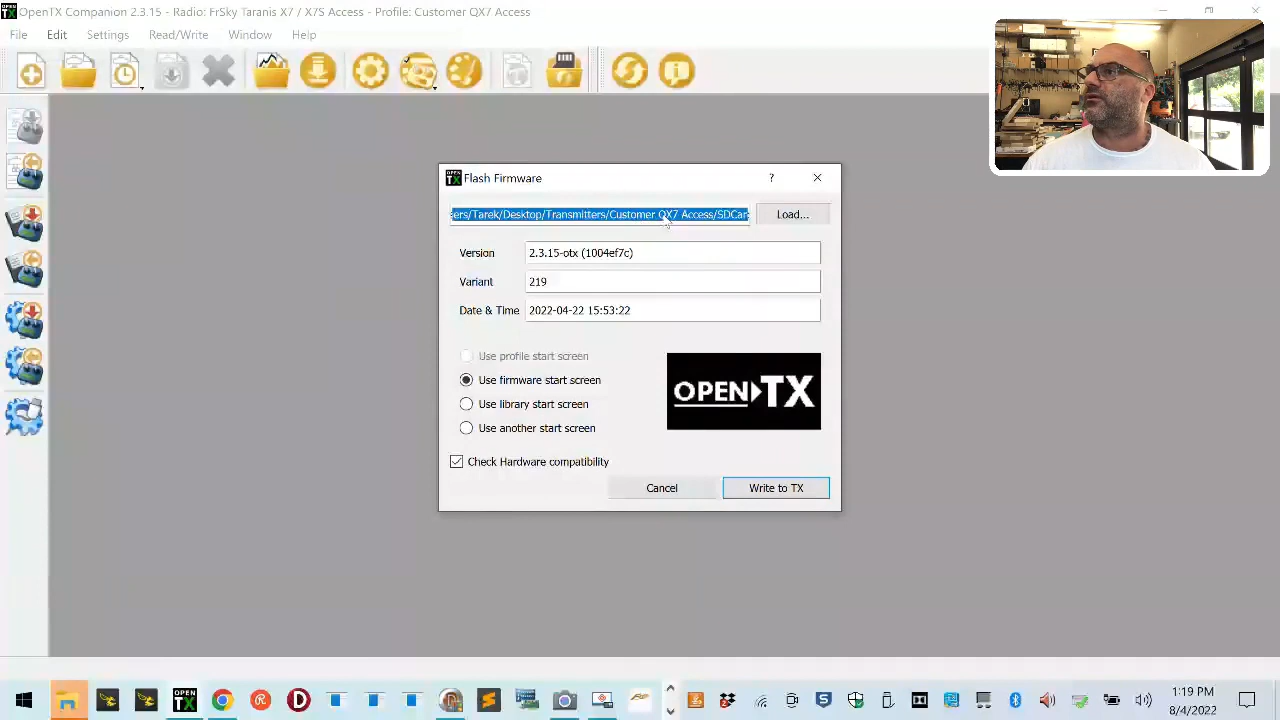 OpenTX Companion 2.3.15 - Radio: FrSky Taranis X7 / X7S Access - Profile: Customer QX7 Access
File Edit Settings Read/Write Window
Flash Firmware
ers/Tarek/Desktop/Transmitters/Customer QX7 Access/SDCar
Load...
Version 2.3.15-otx (1004ef7c)
Variant 219
Date & Time 2022-04-22 15:53:22
Use profile start screen
Use firmware start screen
Use library start screen
Use another start screen
OPEN TX
Check Hardware compatibility
Cancel Write to TX
OPEN TX
1:19 PM
8/4/2022